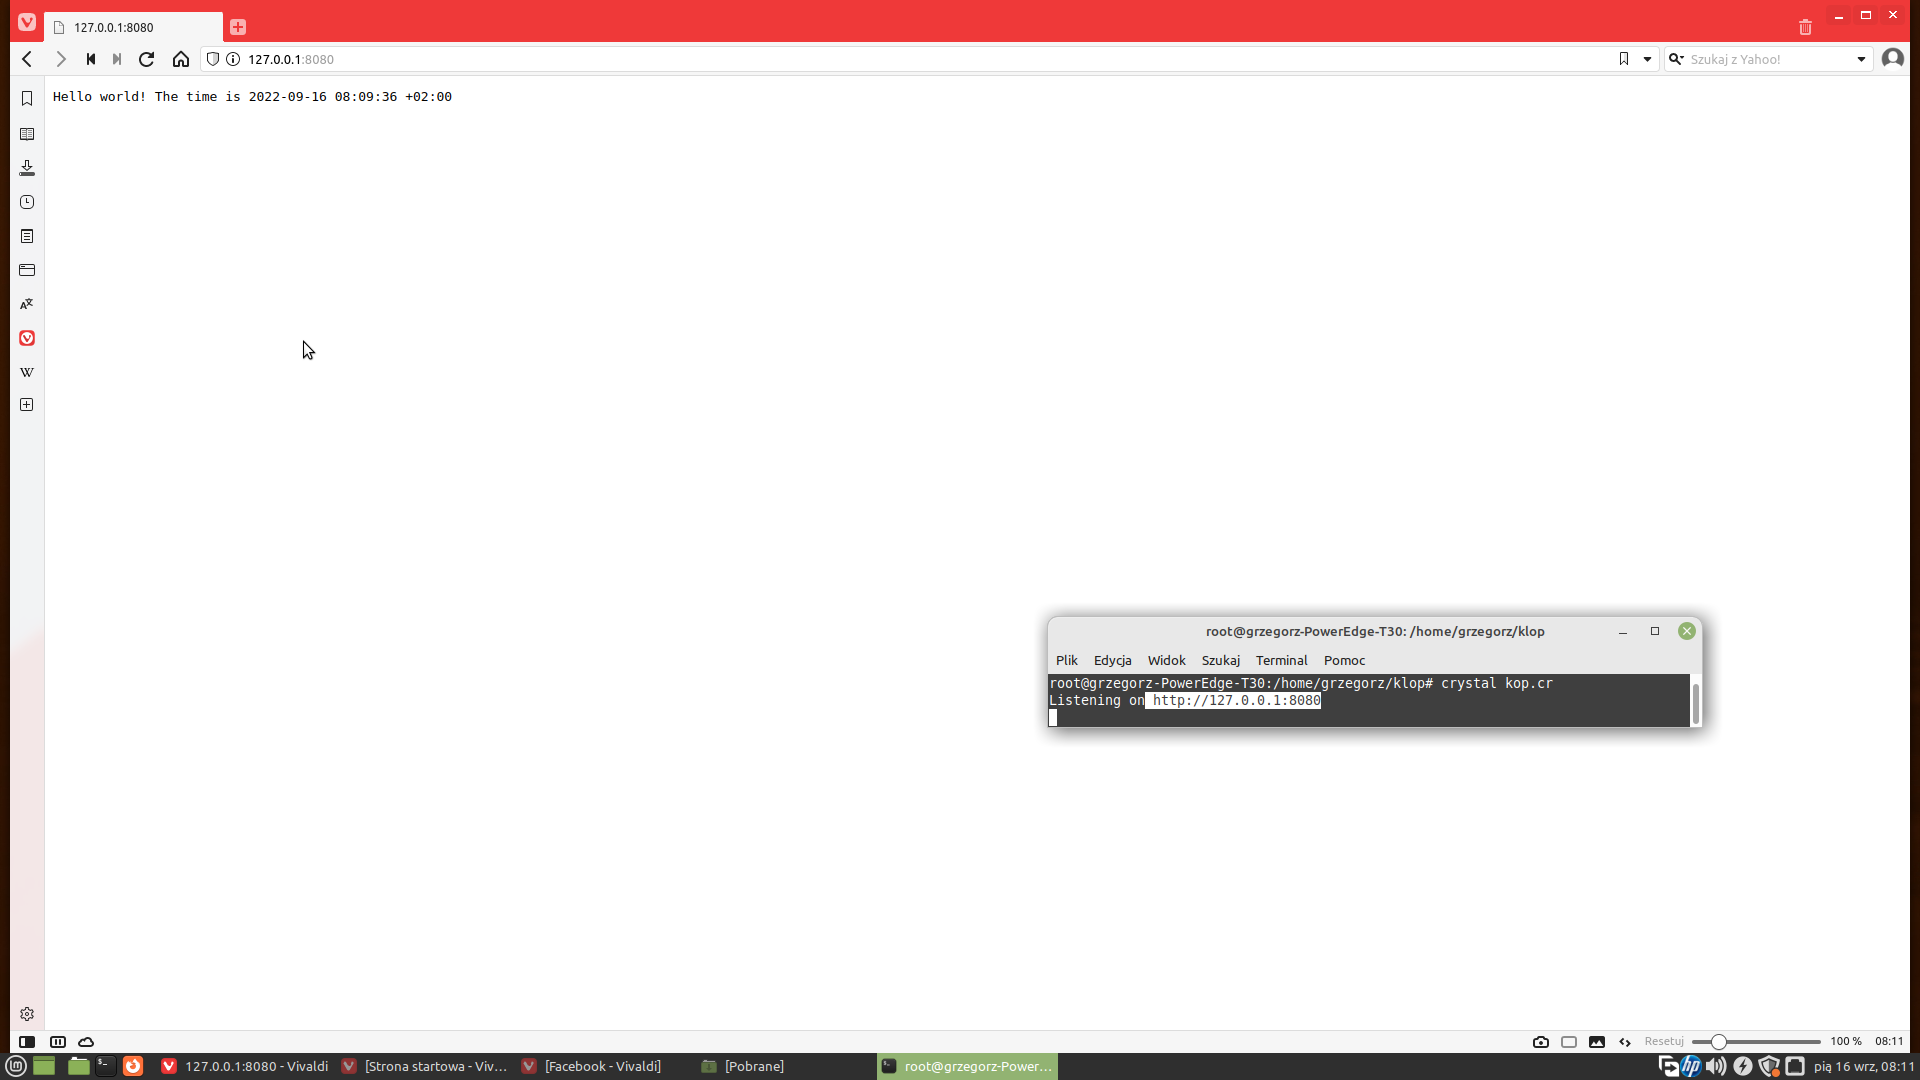 127.0.0.1:8080
127.0.0.1:8080
Szukaj z Yahoo!
Hello world! The time is 2022-09-16 08:09:36 +02:00
W
root@grzegorz-PowerEdge-T30: /home/grzegorz/klop
Plik Edycja Widok Szukaj Terminal Pomoc
root@grzegorz-PowerEdge-T30:/home/grzegorz/klop# crystal kop.cr
Listening on http://127.0.0.1:8080
Resetuj 100 % 08:11
127.0.0.1:8080 - Vivaldi [Strona startowa - Viv... [Facebook - Vivaldi] [Pobrane] root@grzegorz-Power... hp pią 16 wrz, 08:11